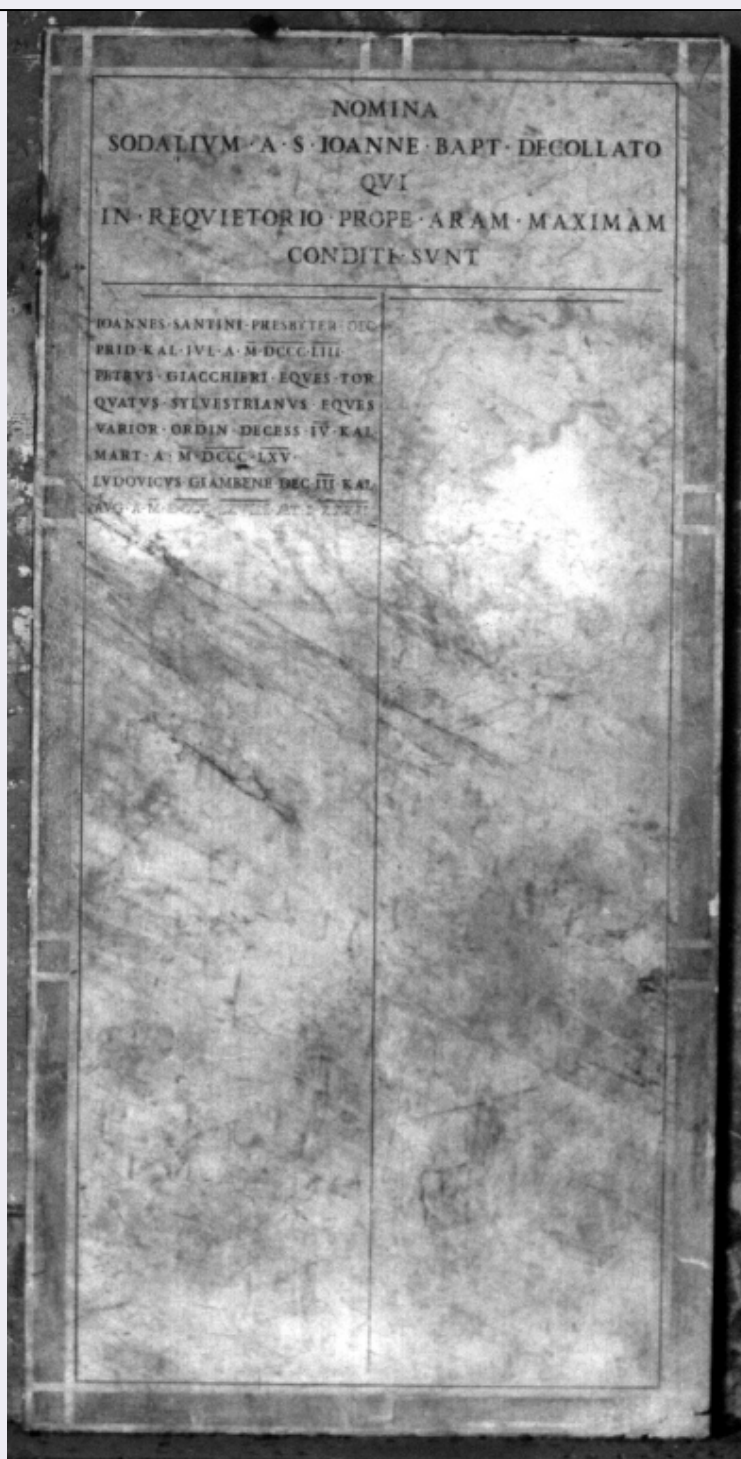 NOMINA
SODALIVM · A · S · IOANNE · BAPT · DECOLLATO
QVI
IN · REQVIETORIO · PROPE · ARAM · MAXIMAM
CONDITI · SVNT
IOANNES · SANTINI · PRESBYTER · DEC
PRID · KAL · IVL · A · M · DCCC · LIII ·
PETRVS · GIACCHIERI · EQVES · TOR
QVATVS · SYLVESTRIANVS · EQVES
VARIOR · ORDIN · DECESS · IV · KAL
MART · A · M · DCCC · LXV ·
LVDOVICVS · GIAMBENE · DEC · III · KAL
AVG · A · M ·